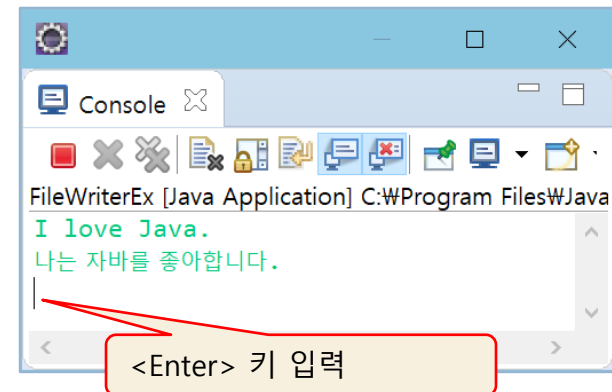 Console
FileWriterEx [Java Application] C:₩Program Files₩Java
I love Java.
나는 자바를 좋아합니다.
<Enter> 키 입력